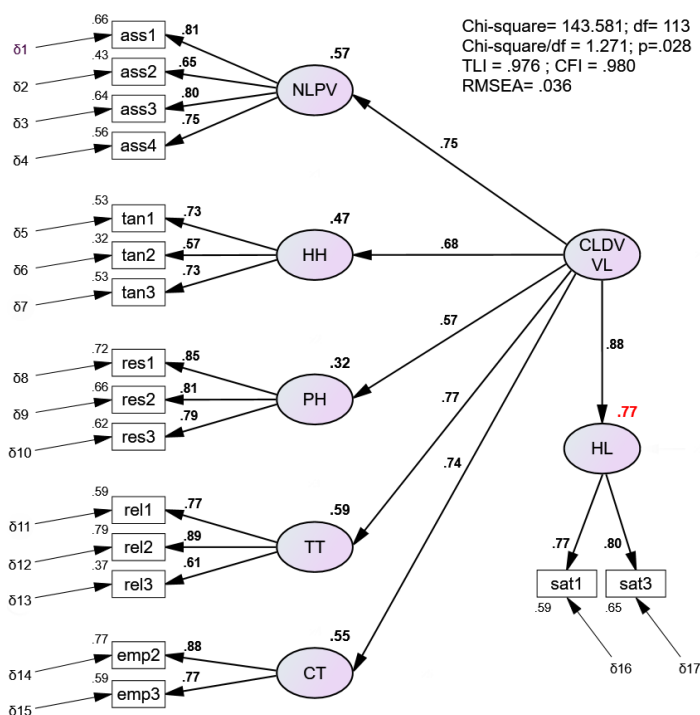 Chi-square= 143.581; df= 113
Chi-square/df = 1.271; p=.028
TLI = .976 ; CFI = .980
RMSEA= .036
.66
δ1
ass1
.81
.43
δ2
ass2
.65
.64
δ3
ass3
.80
.56
δ4
ass4
.75
.57
NLPV
.75
.53
δ5
tan1
.73
.32
δ6
tan2
.57
.53
δ7
tan3
.73
.47
HH
.68
CLDV
VL
.72
δ8
res1
.85
.66
δ9
res2
.81
.62
δ10
res3
.79
.32
PH
.57
.88
.77
HL
.59
δ11
rel1
.77
.79
δ12
rel2
.89
.37
δ13
rel3
.61
.59
TT
.77
.77
δ14
emp2
.88
.59
δ15
emp3
.77
.55
CT
.74
.77
.80
sat1
sat3
.59
.65
δ16
δ17